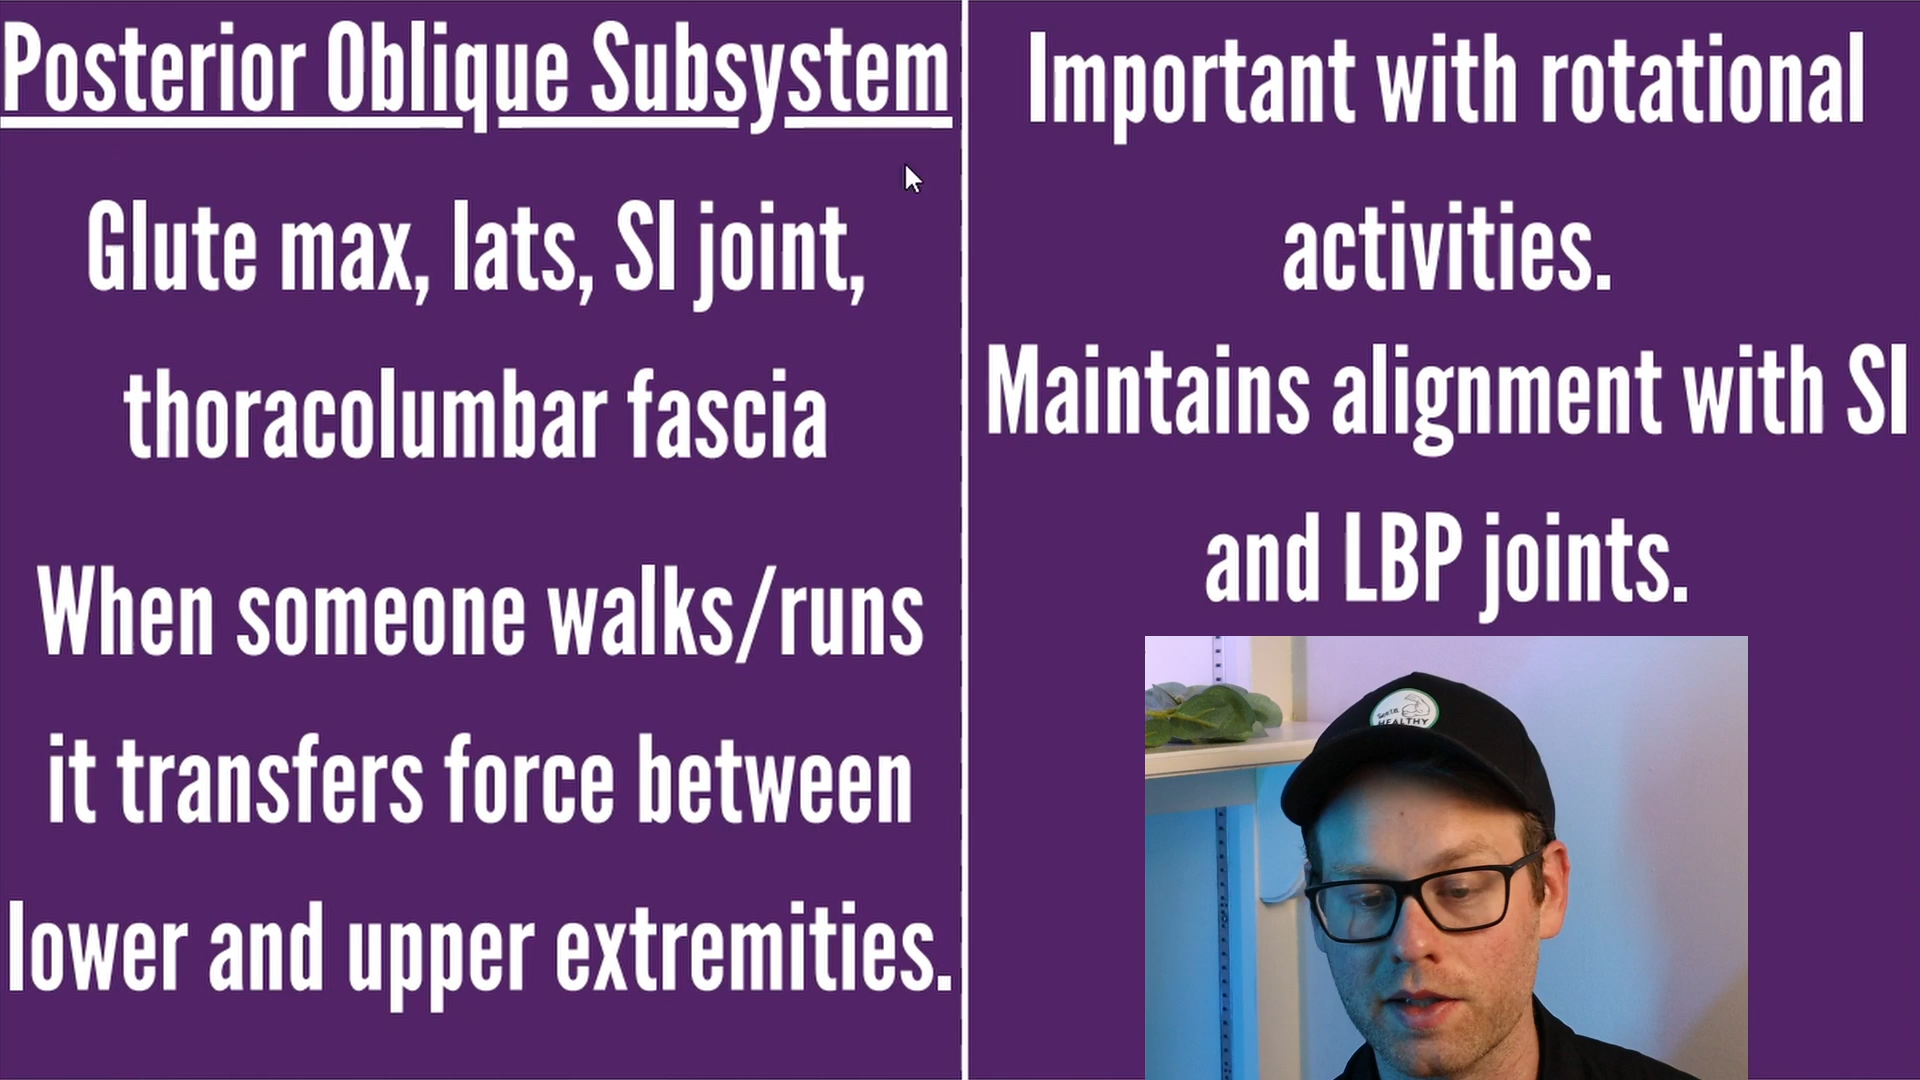 Posterior Oblique Subsystem
Glute max, lats, SI joint,
thoracolumbar fascia
When someone walks/runs
it transfers force between
lower and upper extremities.
Important with rotational
activities.
Maintains alignment with SI
and LBP joints.
HEALTHY